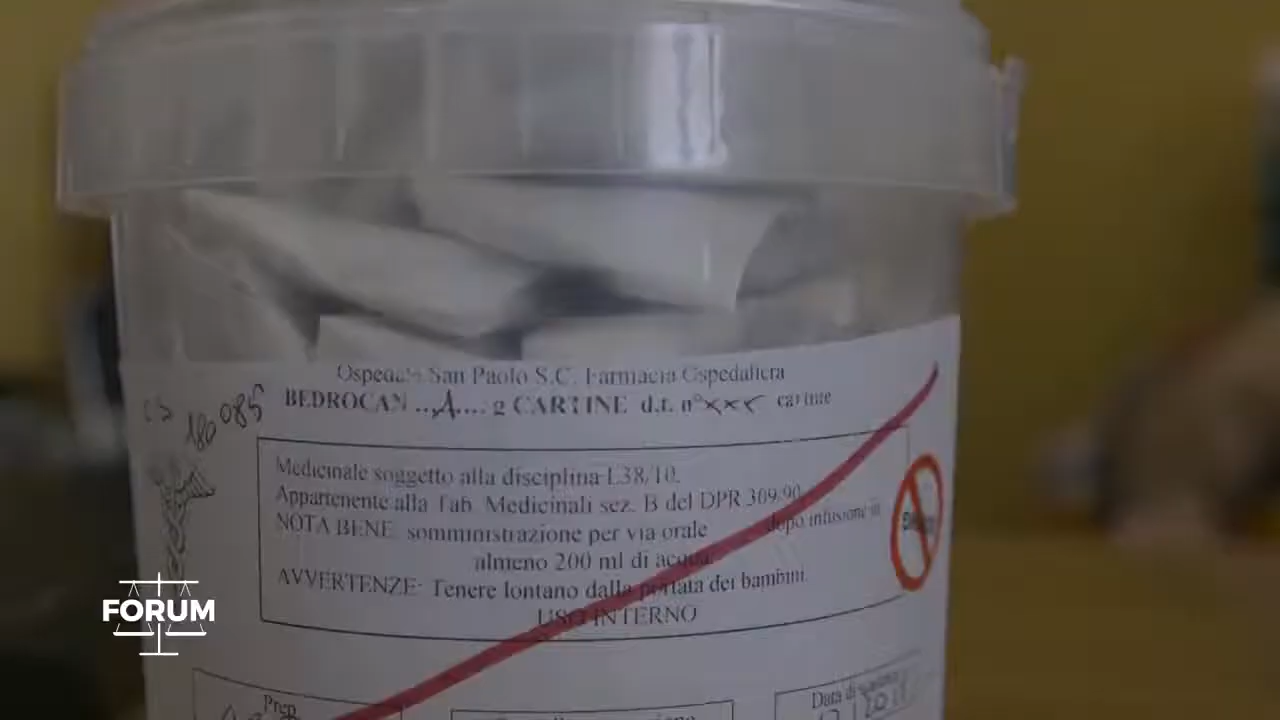 Ospedale San Paolo S.C. Farmacia Ospedaliera
BEDROCAN ..A.... g CARTINE d.t. n°xxx cartine
180085
Medicinale soggetto alla disciplina L38/10.
Appartenente alla Tab. Medicinali sez. B del DPR 309/90
NOTA BENE: somministrazione per via orale dopo infusione in
almeno 200 ml di acqua.
AVVERTENZE: Tenere lontano dalla portata dei bambini.
USO INTERNO
FORUM
Prep.
Data di